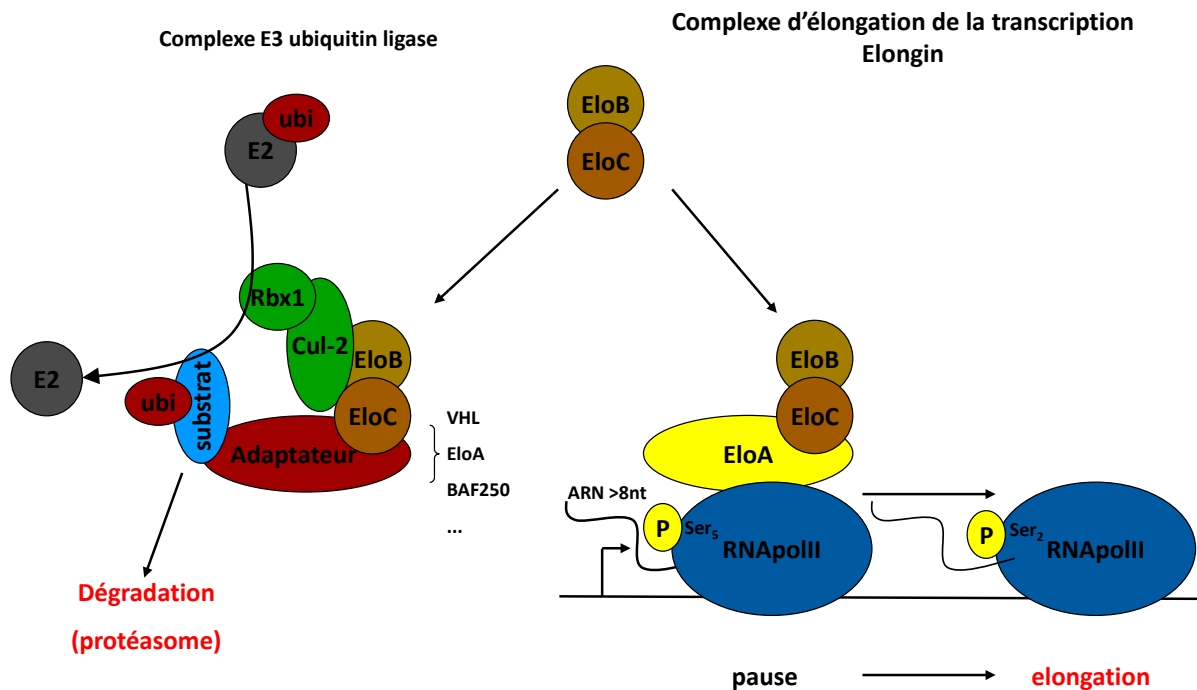 Complexe E3 ubiquitin ligase
Complexe d'élongation de la transcription
Elongin
EloB
EloC
ubi
E2
Rbx1
Cul-2
EloB
EloC
E2
ubi
substrat
Adaptateur
VHL
EloA
BAF250
...
Dégradation
(protéasome)
EloB
EloC
EloA
ARN >8nt
P
Ser5
RNApolII
P
Ser2
RNApolII
pause
elongation